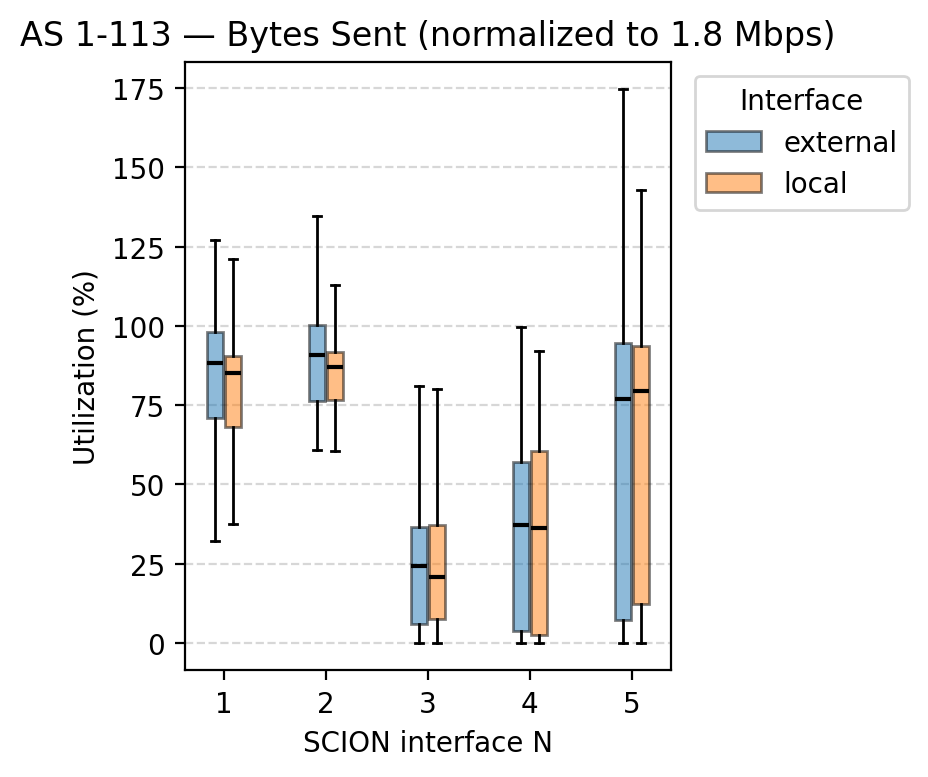 AS 1-113 — Bytes Sent (normalized to 1.8 Mbps)
Interface
external
local
Utilization (%)
175
150
125
100
75
50
25
0
1 2 3 4 5
SCION interface N